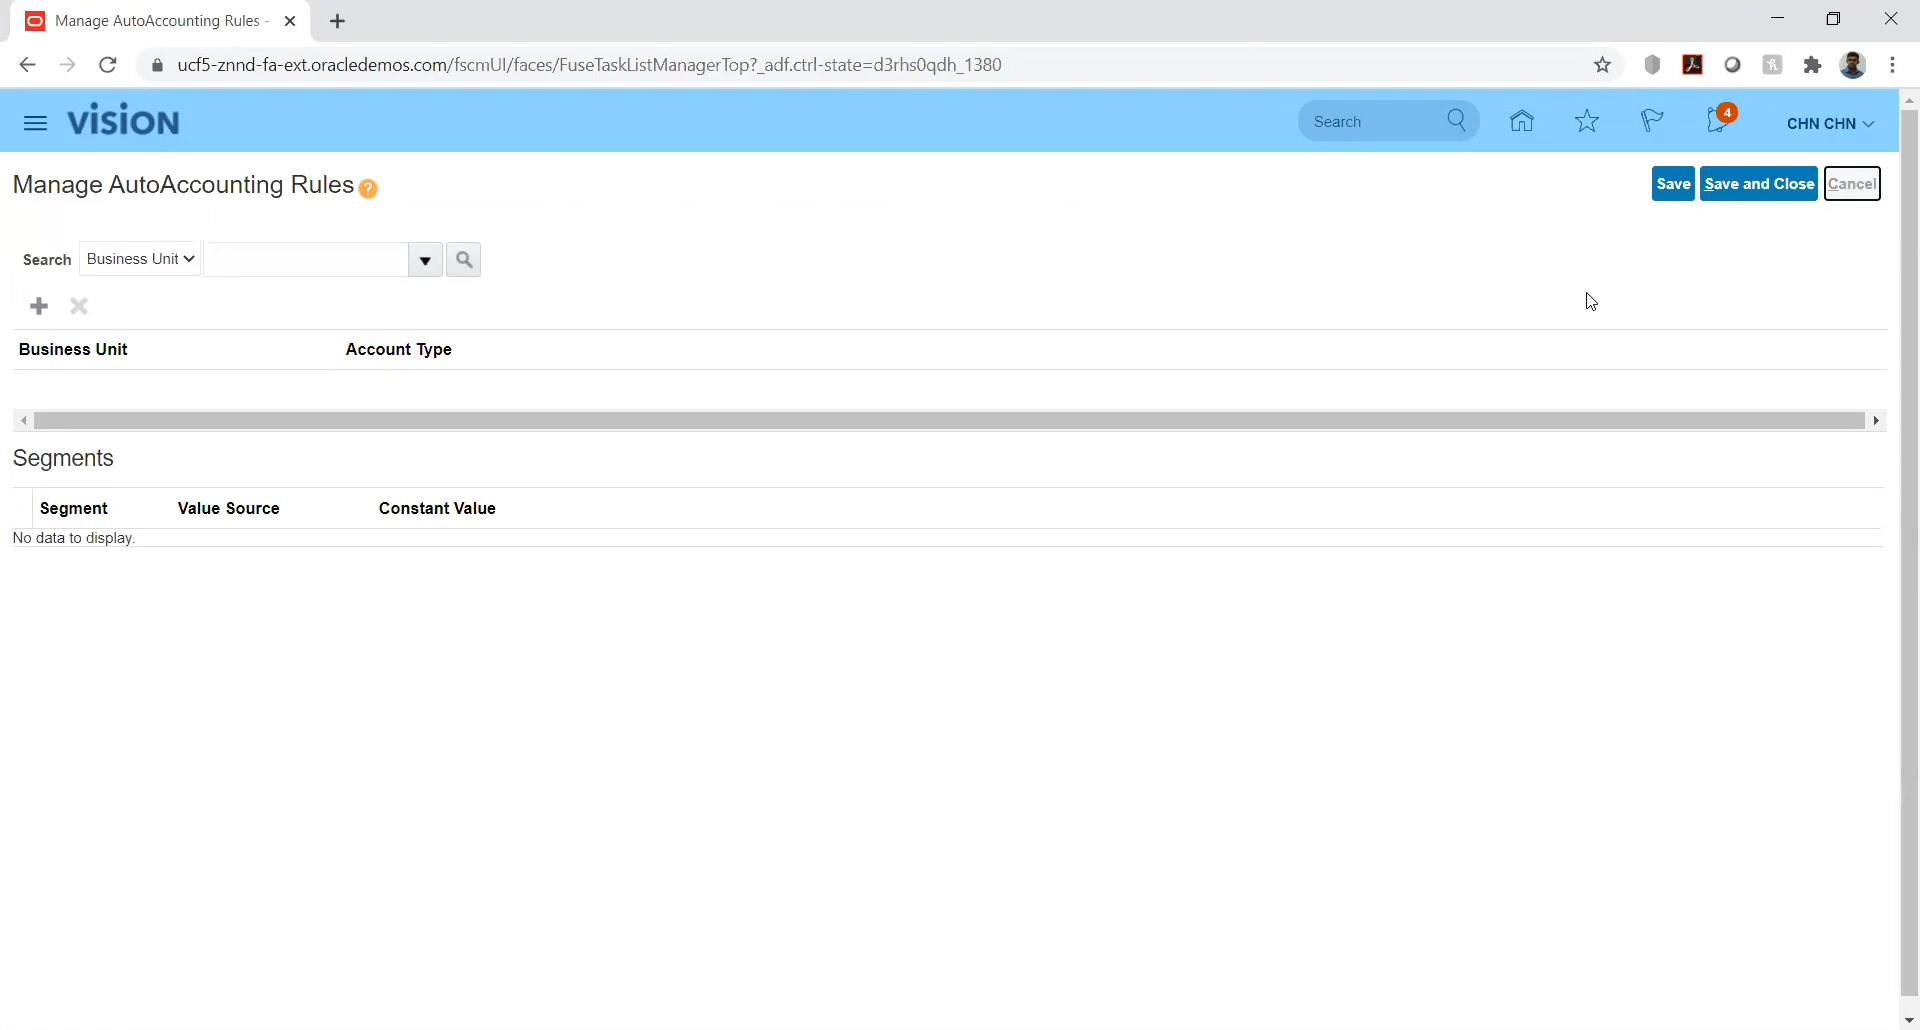 Manage AutoAccounting Rules -
ucf5-znnd-fa-ext.oracledemos.com/fscmUI/faces/FuseTaskListManagerTop?_adf.ctrl-state=d3rhs0qdh_1380
VISION
Search
4
CHN CHN
Manage AutoAccounting Rules ?
Save Save and Close Cancel
Search Business Unit
Business Unit Account Type
Segments
Segment Value Source Constant Value
No data to display.